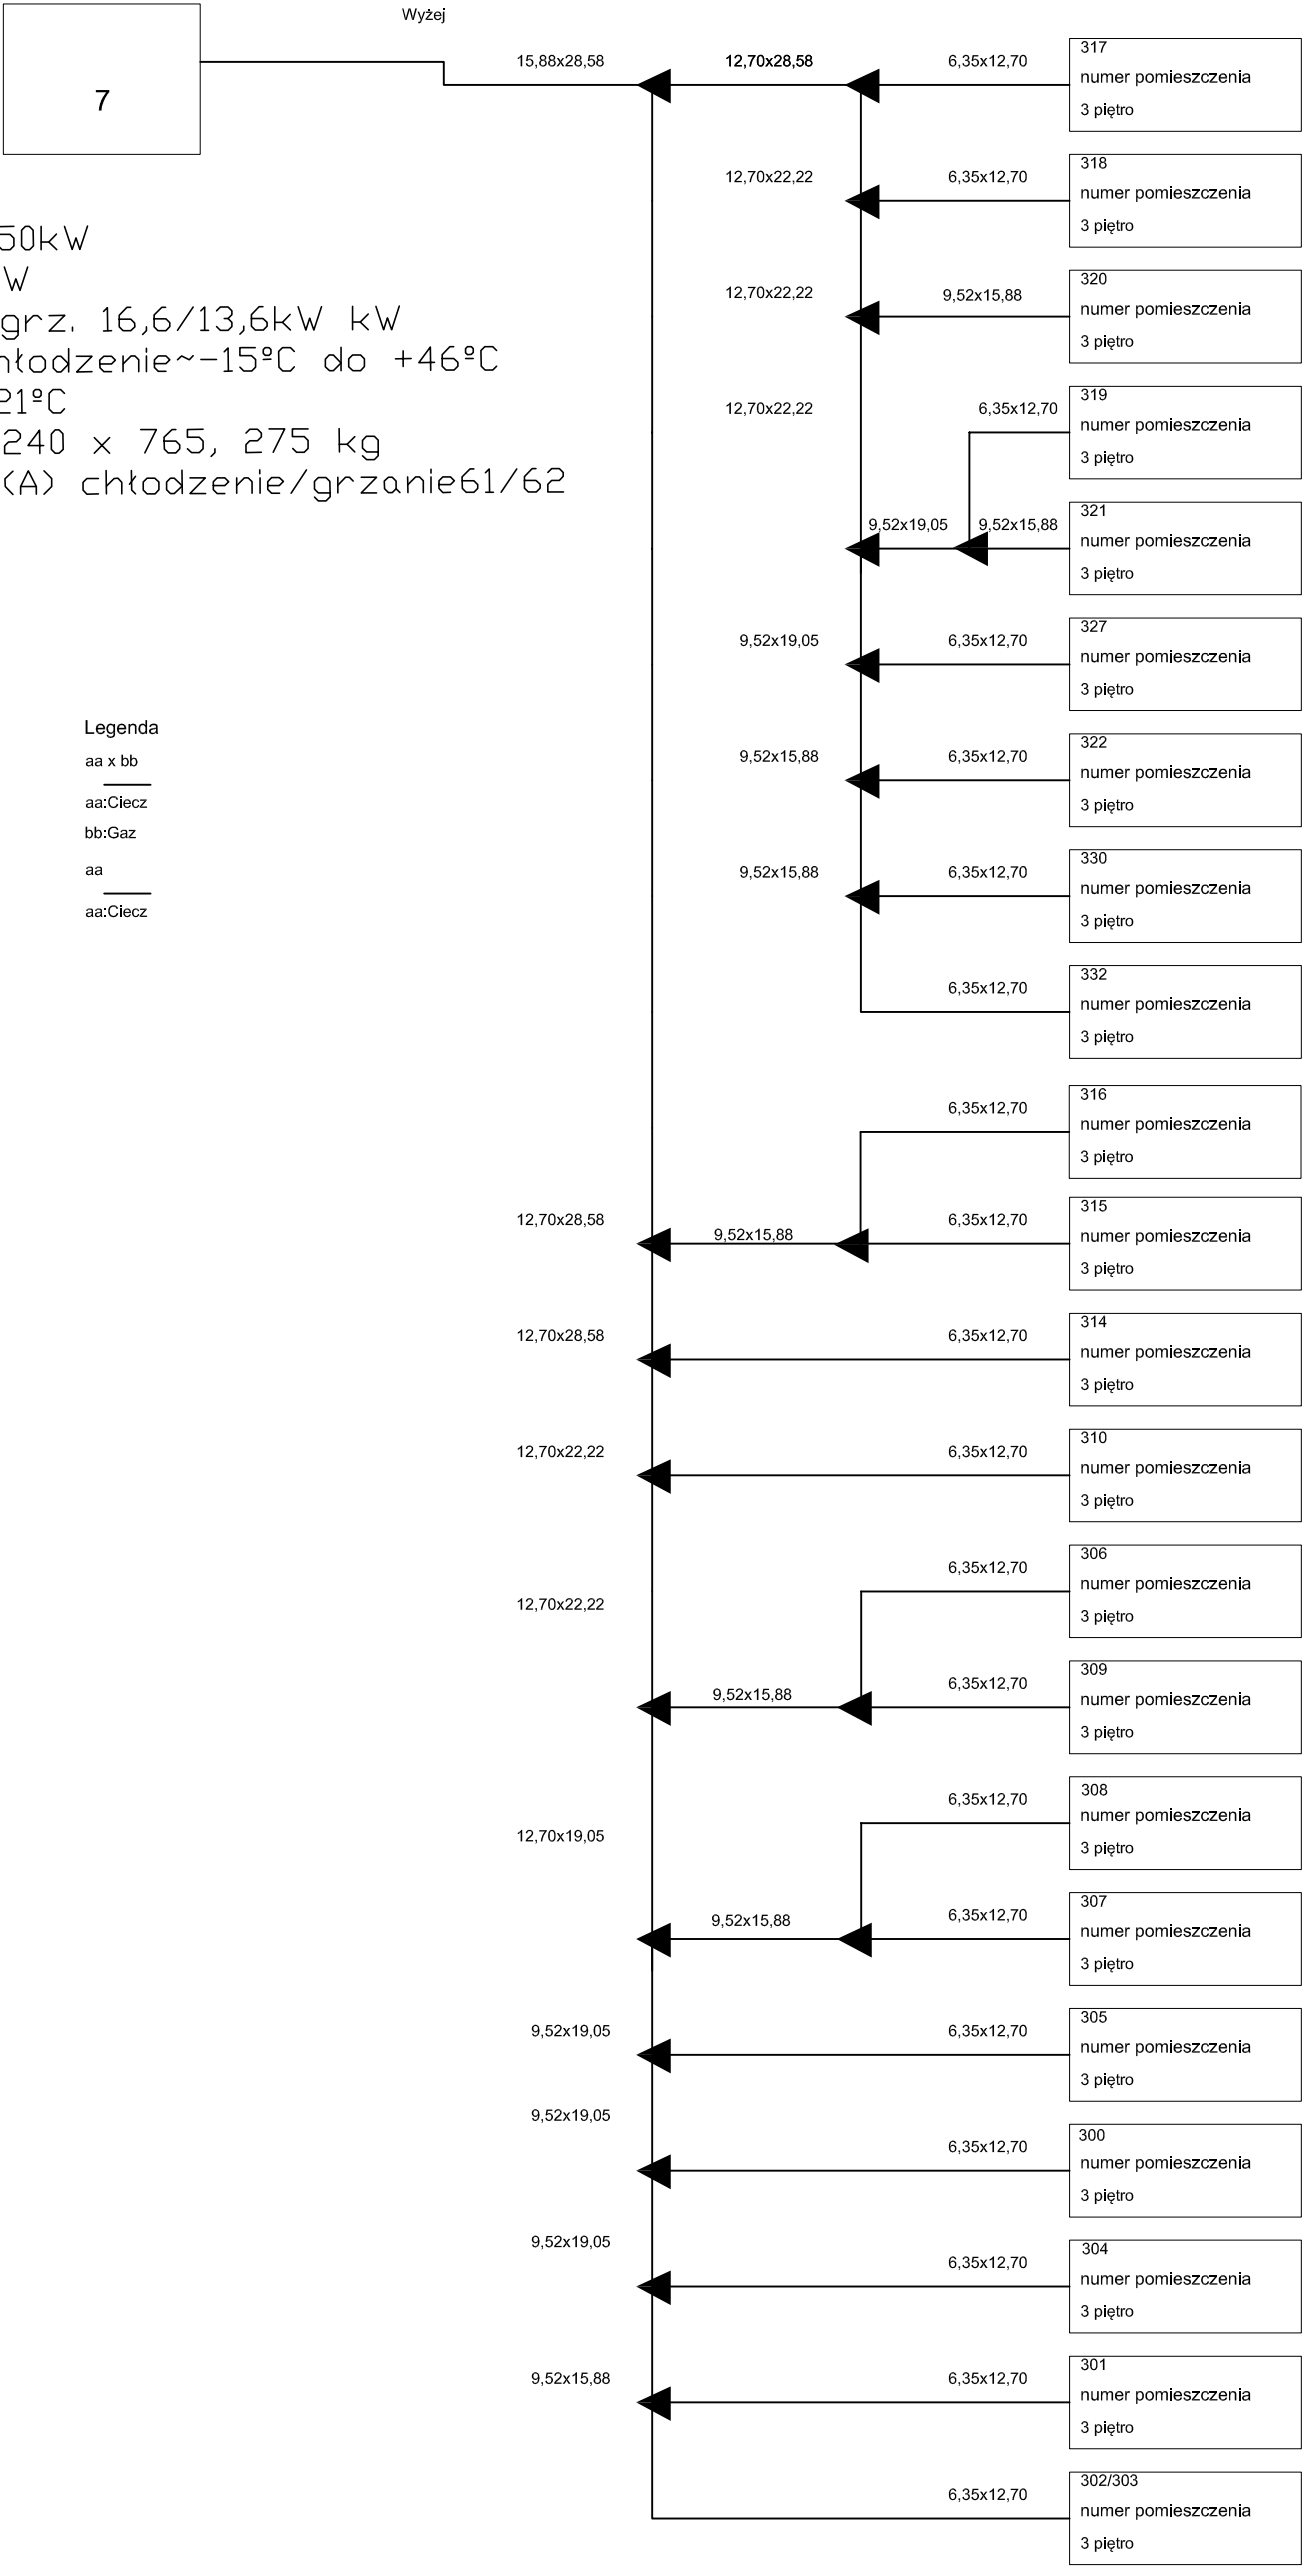 Wyżej
7
15,88x28,58
12,70x28,58
6,35x12,70
317
numer pomieszczenia
3 piętro
12,70x22,22
6,35x12,70
318
numer pomieszczenia
3 piętro
50kW
W
grz. 16,6/13,6kW kW
hłodzenie~-15ºC do +46ºC
21ºC
240 x 765, 275 kg
(A) chłodzenie/grzanie61/62
12,70x22,22
9,52x15,88
320
numer pomieszczenia
3 piętro
12,70x22,22
6,35x12,70
319
numer pomieszczenia
3 piętro
9,52x19,05
9,52x15,88
321
numer pomieszczenia
3 piętro
9,52x19,05
6,35x12,70
327
numer pomieszczenia
3 piętro
Legenda
aa x bb
aa:Ciecz
bb:Gaz
aa
aa:Ciecz
9,52x15,88
6,35x12,70
322
numer pomieszczenia
3 piętro
9,52x15,88
6,35x12,70
330
numer pomieszczenia
3 piętro
6,35x12,70
332
numer pomieszczenia
3 piętro
6,35x12,70
316
numer pomieszczenia
3 piętro
12,70x28,58
9,52x15,88
6,35x12,70
315
numer pomieszczenia
3 piętro
12,70x28,58
6,35x12,70
314
numer pomieszczenia
3 piętro
12,70x22,22
6,35x12,70
310
numer pomieszczenia
3 piętro
12,70x22,22
6,35x12,70
306
numer pomieszczenia
3 piętro
9,52x15,88
6,35x12,70
309
numer pomieszczenia
3 piętro
12,70x19,05
6,35x12,70
308
numer pomieszczenia
3 piętro
9,52x15,88
6,35x12,70
307
numer pomieszczenia
3 piętro
9,52x19,05
6,35x12,70
305
numer pomieszczenia
3 piętro
9,52x19,05
6,35x12,70
300
numer pomieszczenia
3 piętro
9,52x19,05
6,35x12,70
304
numer pomieszczenia
3 piętro
9,52x15,88
6,35x12,70
301
numer pomieszczenia
3 piętro
6,35x12,70
302/303
numer pomieszczenia
3 piętro